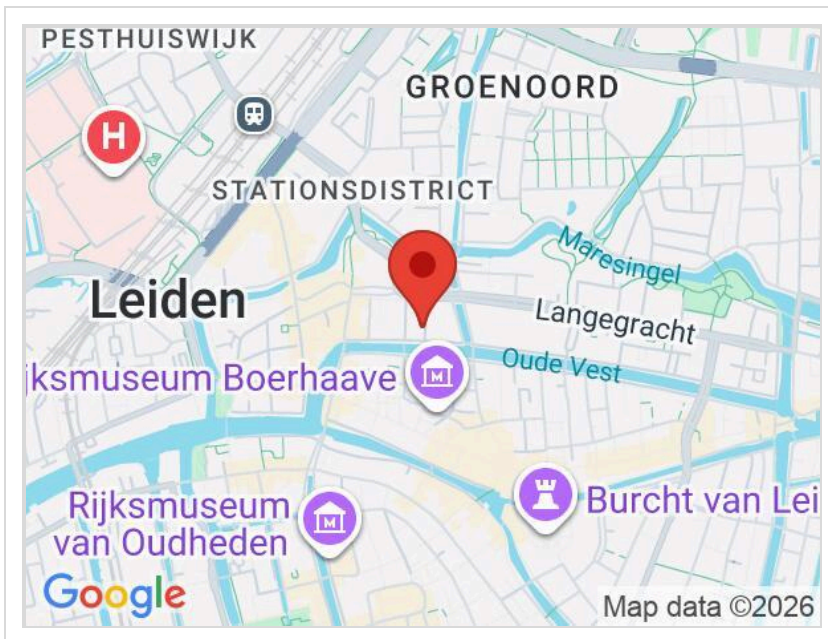 PESTHUISWIJK
GROENOORD
H
STATIONSDISTRICT
Maresingel
Leiden
Langegracht
jksmuseum Boerhaave
M
Oude Vest
Rijksmuseum
van Oudheden
M
Burcht van Lei
Google
Map data ©2026